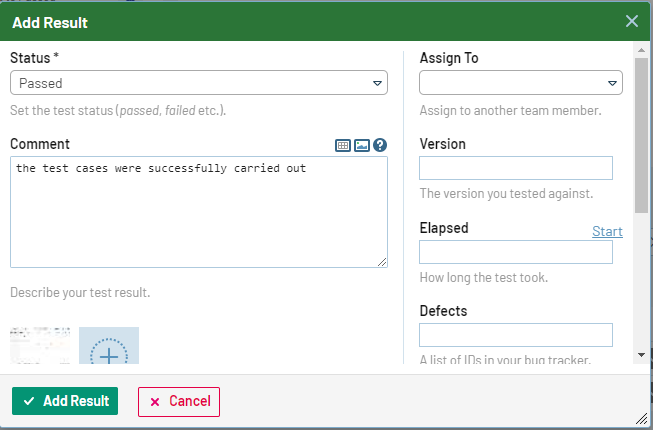 Add Result
Status *
Passed
Set the test status (passed, failed etc.).
Comment
the test cases were successfully carried out
Describe your test result.
Assign To
Assign to another team member.
Version
The version you tested against.
Elapsed
Start
How long the test took.
Defects
A list of IDs in your bug tracker.
Add Result
Cancel